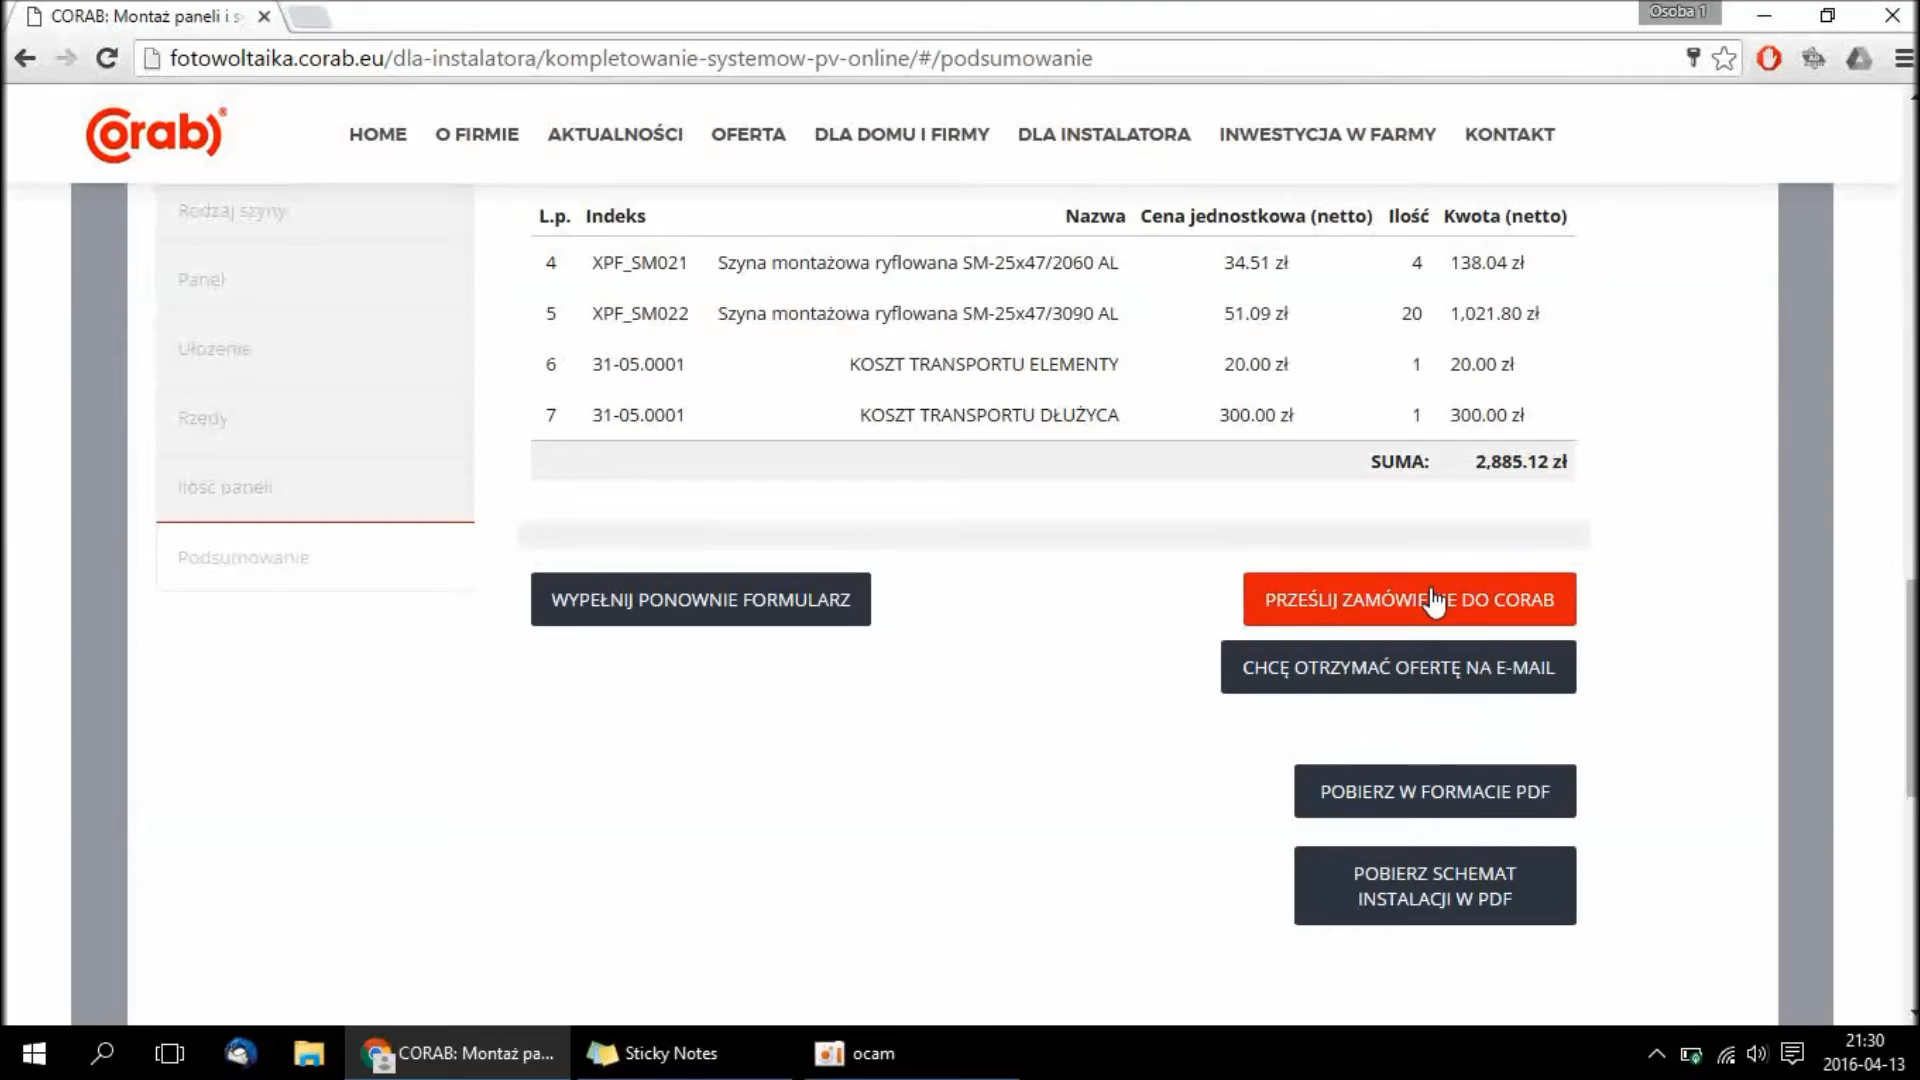 CORAB: Montaż paneli i s
Osoba 1
fotowoltaika.corab.eu/dla-instalatora/kompletowanie-systemow-pv-online/#/podsumowanie
Corab®
HOME O FIRMIE AKTUALNOŚCI OFERTA DLA DOMU I FIRMY DLA INSTALATORA INWESTYCJA W FARMY KONTAKT
Rodzaj szyny
Panel
Ułożenie
Rzędy
Ilość paneli
Podsumowanie
L.p. Indeks Nazwa Cena jednostkowa (netto) Ilość Kwota (netto)
4 XPF_SM021 Szyna montażowa ryflowana SM-25x47/2060 AL 34.51 zł 4 138.04 zł
5 XPF_SM022 Szyna montażowa ryflowana SM-25x47/3090 AL 51.09 zł 20 1,021.80 zł
6 31-05.0001 KOSZT TRANSPORTU ELEMENTY 20.00 zł 1 20.00 zł
7 31-05.0001 KOSZT TRANSPORTU DŁUŻYCA 300.00 zł 1 300.00 zł
SUMA: 2,885.12 zł
WYPEŁNIJ PONOWNIE FORMULARZ
PRZEŚLIJ ZAMÓWIENIE DO CORAB
CHCĘ OTRZYMAĆ OFERTĘ NA E-MAIL
POBIERZ W FORMACIE PDF
POBIERZ SCHEMAT
INSTALACJI W PDF
CORAB: Montaż pa...
Sticky Notes
ocam
21:30
2016-04-13